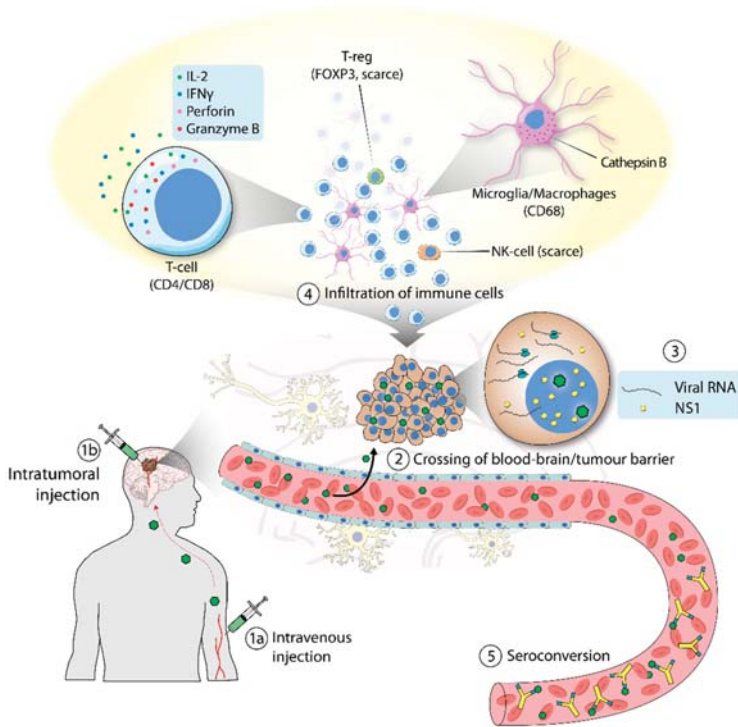 IL-2
IFNγ
Perforin
Granzyme B
T-reg
(FOXP3, scarce)
Cathepsin B
Microglia/Macrophages
(CD68)
NK-cell (scarce)
T-cell
(CD4/CD8)
4 Infiltration of immune cells
3
Viral RNA
NS1
1b
Intratumoral
injection
2 Crossing of blood-brain/tumour barrier
1a Intravenous
injection
5 Seroconversion